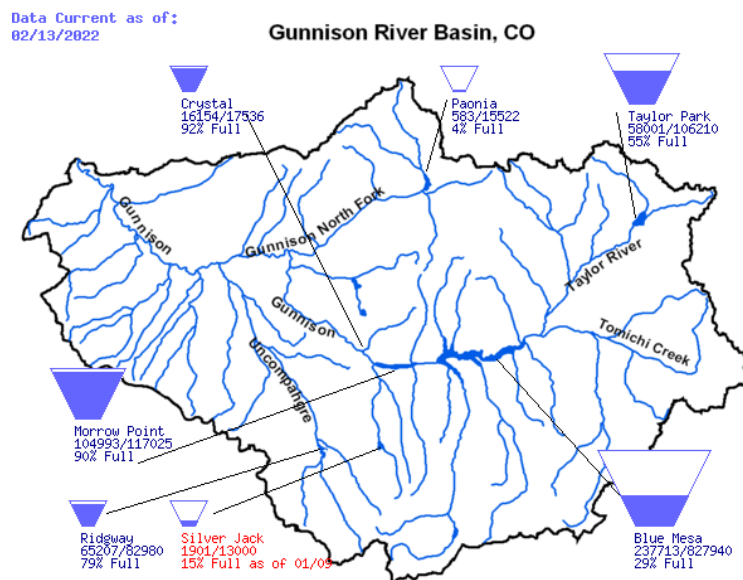 Data Current as of:
02/13/2022
Gunnison River Basin, CO
Crystal
16154/17536
92% Full
Paonia
583/15522
4% Full
Taylor Park
58001/106210
55% Full
Gunnison
Gunnison North Fork
Taylor River
Gunnison
Tomichi Creek
Uncompahgre
Morrow Point
104993/117025
90% Full
Ridgway
65207/82980
79% Full
Silver Jack
1901/13000
15% Full as of 01/09
Blue Mesa
237713/827940
29% Full